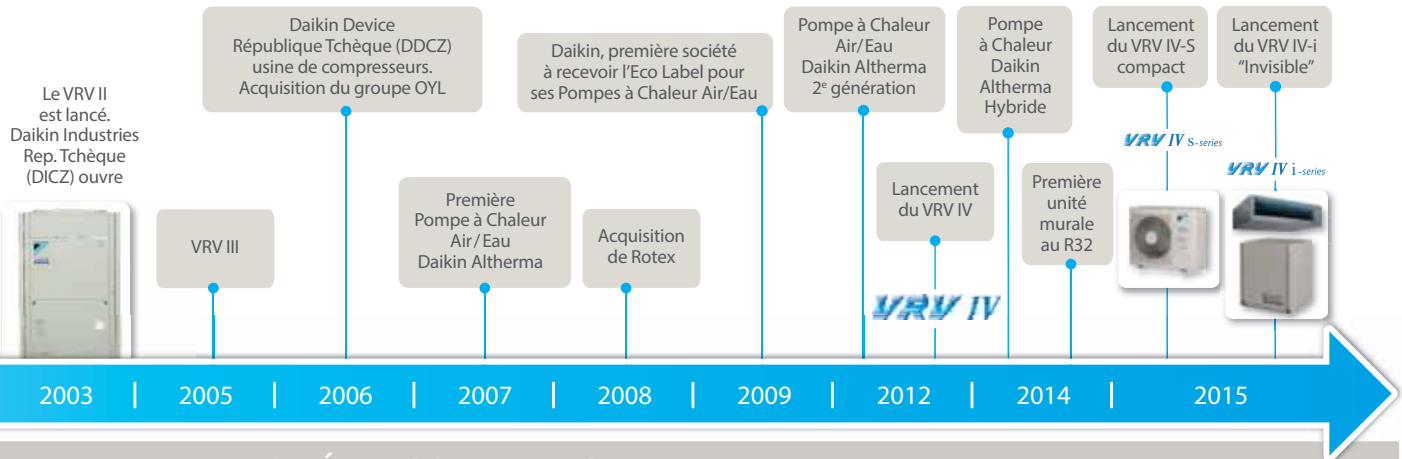 Le VRV II
est lancé.
Daikin Industries
Rep. Tchèque
(DICZ) ouvre
VRV III
Daikin Device
République Tchèque (DDCZ)
usine de compresseurs.
Acquisition du groupe OYL
Première
Pompe à Chaleur
Air/Eau
Daikin Altherma
Acquisition
de Rotex
Daikin, première société
à recevoir l'Eco Label pour
ses Pompes à Chaleur Air/Eau
Pompe à Chaleur
Air/Eau
Daikin Altherma
2e génération
Lancement
du VRV IV
VRV IV
Pompe
à Chaleur
Daikin
Altherma
Hybride
Première
unité
murale
au R32
Lancement
du VRV IV-S
compact
VRV IV S-series
Lancement
du VRV IV-i
“Invisible”
VRV IV i-series
2003 | 2005 | 2006 | 2007 | 2008 | 2009 | 2012 | 2014 | 2015